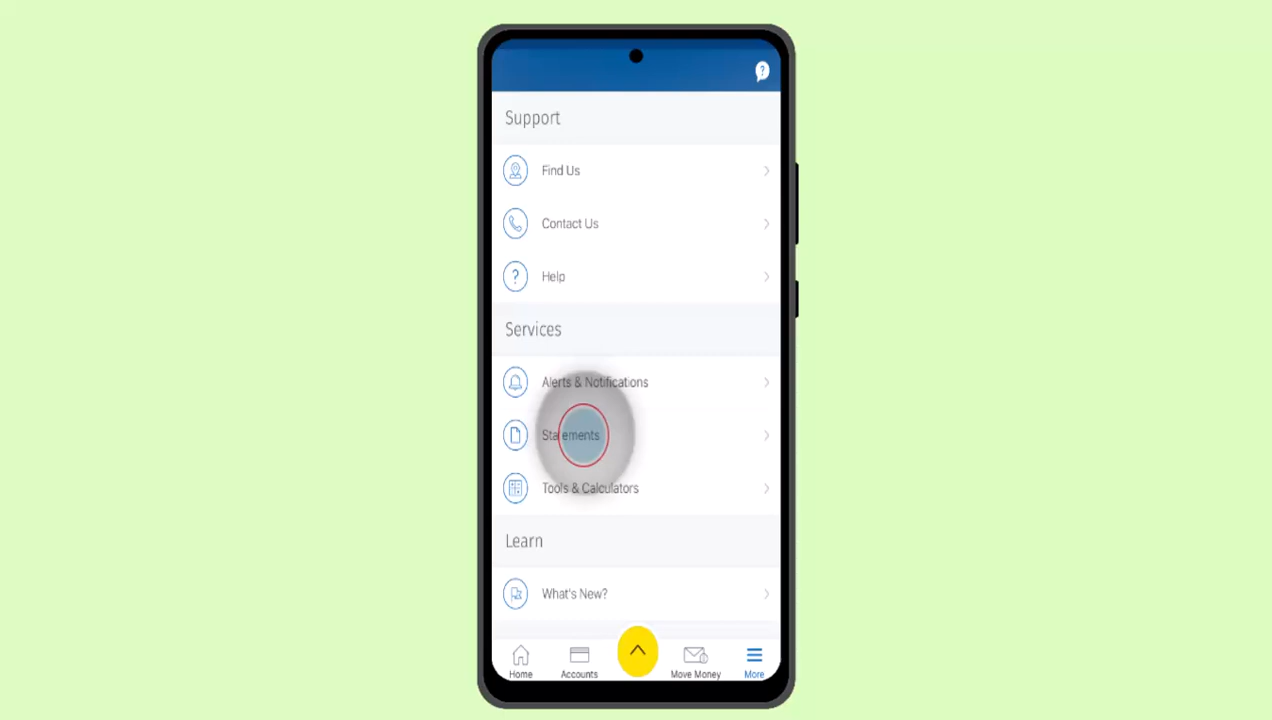 ?
Support
Find Us
Contact Us
? Help
Services
Alerts & Notifications
Statements
Tools & Calculators
Learn
What's New?
Home Accounts Move Money More